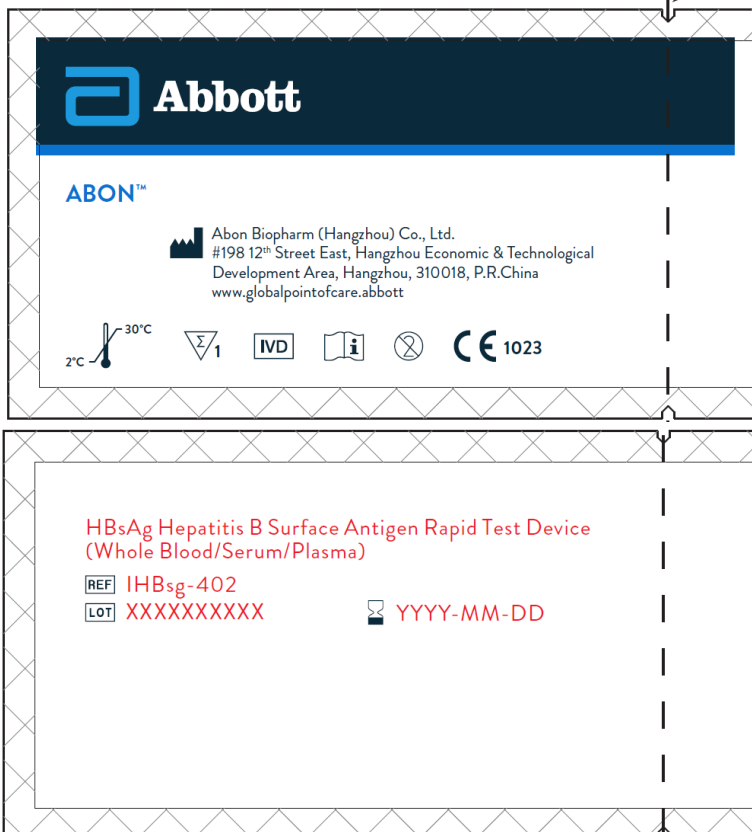 Abbott
ABON™
Abon Biopharm (Hangzhou) Co., Ltd.
#198 12th Street East, Hangzhou Economic & Technological
Development Area, Hangzhou, 310018, P.R.China
www.globalpointofcare.abbott
30°C
2°C
Σ
1
IVD
i
2
CE 1023
HBsAg Hepatitis B Surface Antigen Rapid Test Device
(Whole Blood/Serum/Plasma)
REF IHBsg-402
LOT XXXXXXXXXX
YYYY-MM-DD